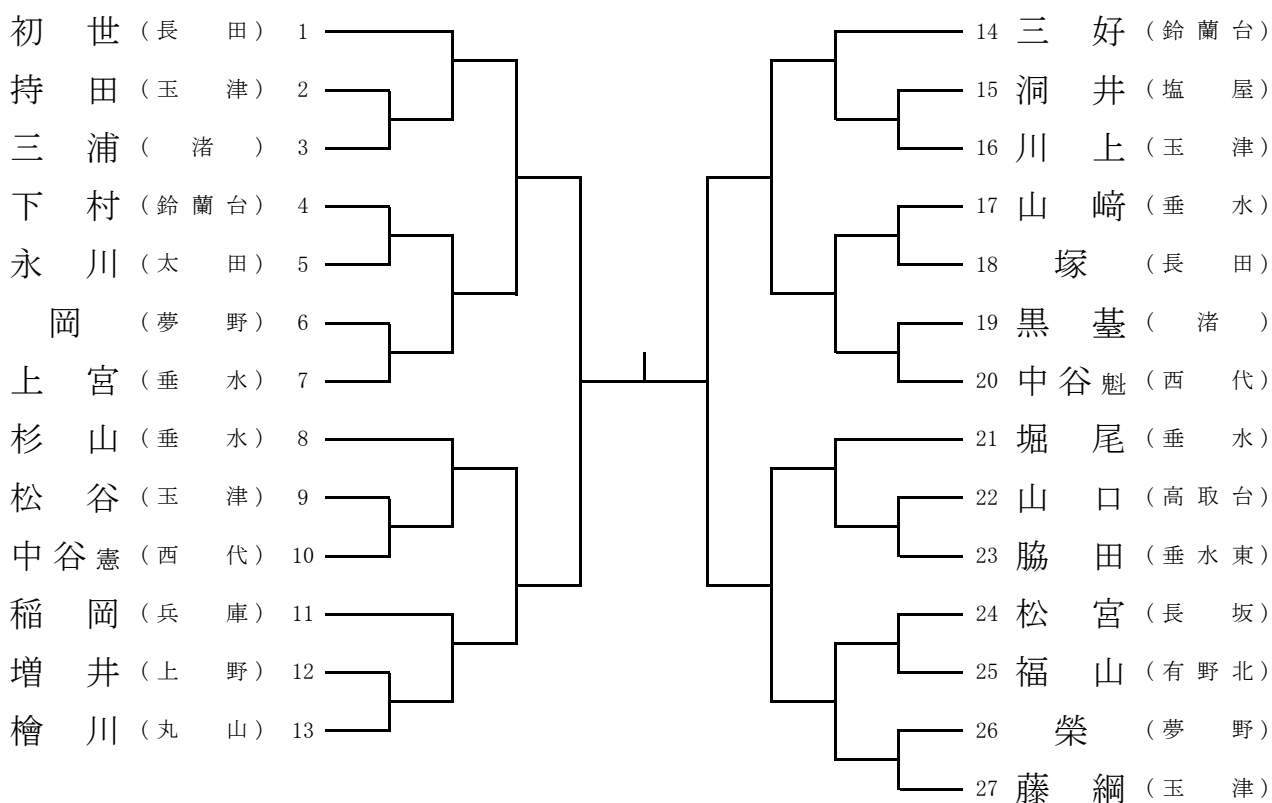 初世 (長田) 1
持田 (玉津) 2
三浦 (渚) 3
下村 (鈴蘭台) 4
永川 (太田) 5
岡 (夢野) 6
上宮 (垂水) 7
杉山 (垂水) 8
松谷 (玉津) 9
中谷憲 (西代) 10
稲岡 (兵庫) 11
増井 (上野) 12
檜川 (丸山) 13
14 三好 (鈴蘭台)
15 洞井 (塩屋)
16 川上 (玉津)
17 山﨑 (垂水)
18 塚 (長田)
19 黒䑓 (渚)
20 中谷魁 (西代)
21 堀尾 (垂水)
22 山口 (高取台)
23 脇田 (垂水東)
24 松宮 (長坂)
25 福山 (有野北)
26 榮 (夢野)
27 藤綱 (玉津)